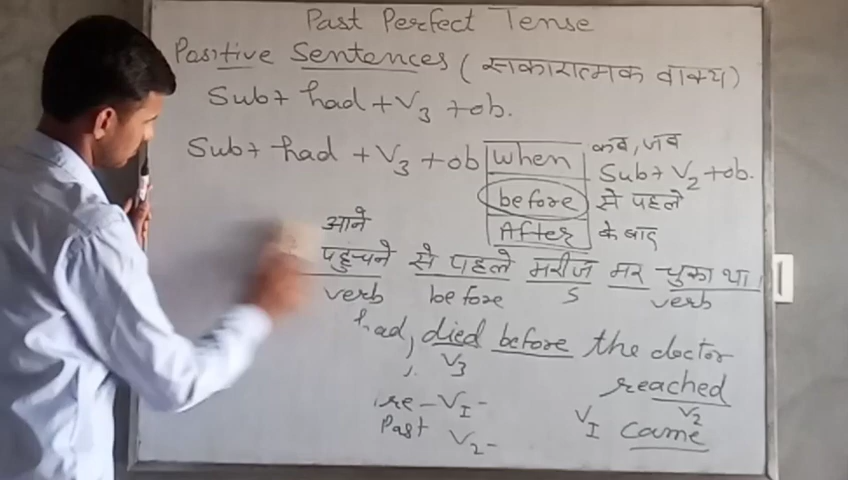 Past Perfect Tense
Positive Sentences (सकारात्मक वाक्य)
Sub+ had + V3 + ob.
Sub+ had + V3 + ob when कब, जब
Sub+ V2 + ob.
before से पहले
After के बाद
आने
पहुचने से पहले मरीज मर चुका था।
verb before S verb
had, died before the doctor
V3
reached
V2
V1 -
Past V2 -
V1 came